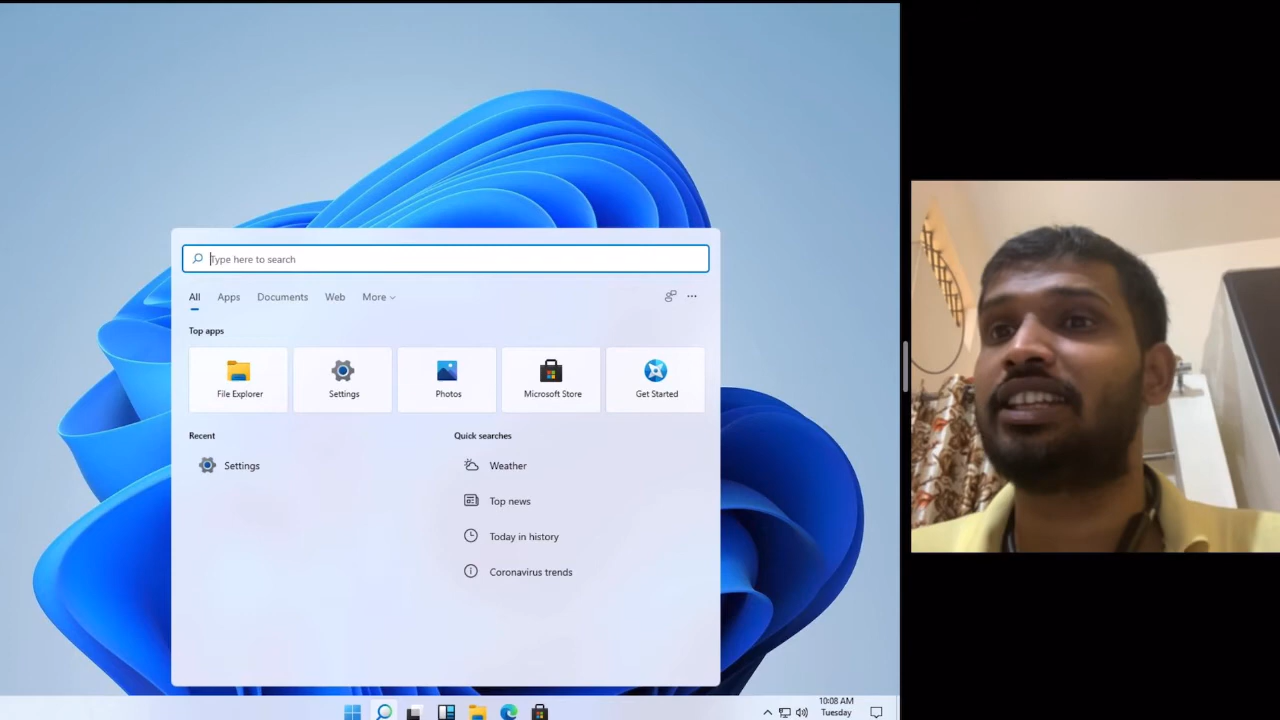 Type here to search
All Apps Documents Web More
Top apps
File Explorer Settings Photos Microsoft Store Get Started
Recent Quick searches
Settings Weather
Top news
Today in history
Coronavirus trends
10:08 AM
Tuesday